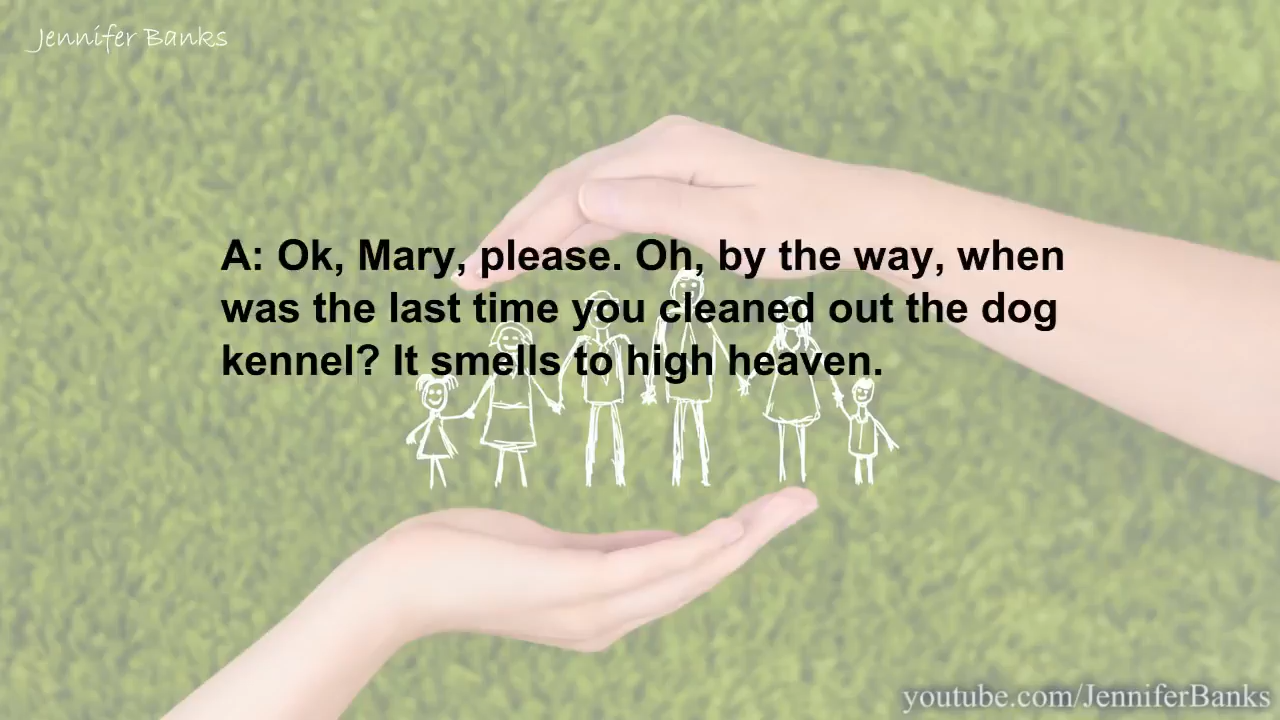 Jennifer Banks
A: Ok, Mary, please. Oh, by the way, when
was the last time you cleaned out the dog
kennel? It smells to high heaven.
youtube.com/JenniferBanks